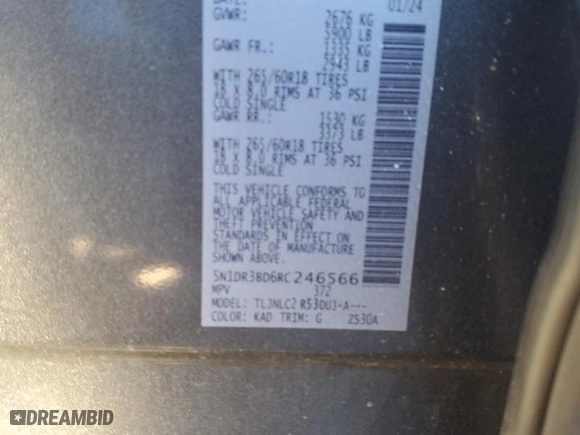 DATE: 01/24
GVWR: 2676 KG
5900 LB
GAWR FR.: 1335 KG
2943 LB
WITH 265/60R18 TIRES
18 X 8.0 RIMS AT 36 PSI
COLD SINGLE
GAWR RR.: 1530 KG
3373 LB
WITH 265/60R18 TIRES
18 X 8.0 RIMS AT 36 PSI
COLD SINGLE
THIS VEHICLE CONFORMS TO
ALL APPLICABLE FEDERAL
MOTOR VEHICLE SAFETY AND
THEFT PREVENTION
STANDARDS IN EFFECT ON
THE DATE OF MANUFACTURE
SHOWN ABOVE.
5N1DR3BD6RC246566
MPV 372
MODEL: TLJNLC2 R53DUJ-A---
COLOR: KAD TRIM: G ZS30A
DREAMBID